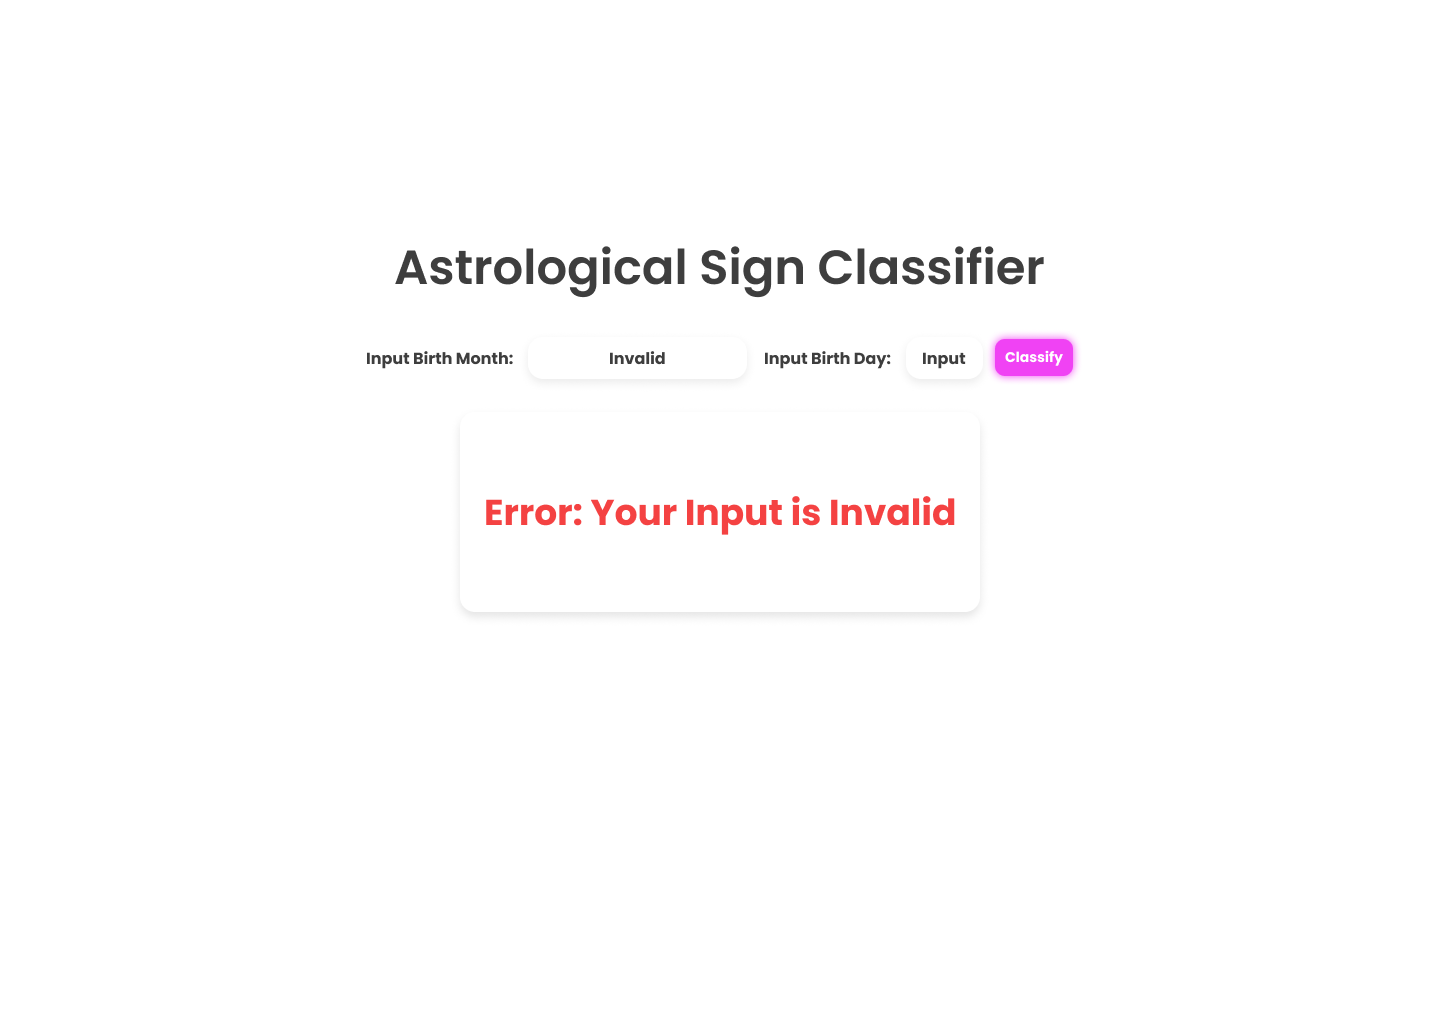 Astrological Sign Classifier
Input Birth Month: Invalid Input Birth Day: Input Classify
Error: Your Input is Invalid